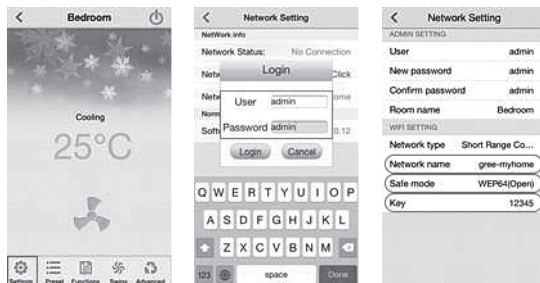 Bedroom
Cooling
25°C
Settings Preset Functions Swing Advanced
Network Setting
NetWork info
Network Status: No Connection
Login
User admin
Password admin
Login Cancel
Q W E R T Y U I O P
A S D F G H J K L
Z X C V B N M
123 space Done
Network Setting
ADMIN SETTING
User admin
New password admin
Confirm password admin
Room name Bedroom
WIFI SETTING
Network type Short Range Co...
Network name gree-myhome
Safe mode WEP64(Open)
Key 12345